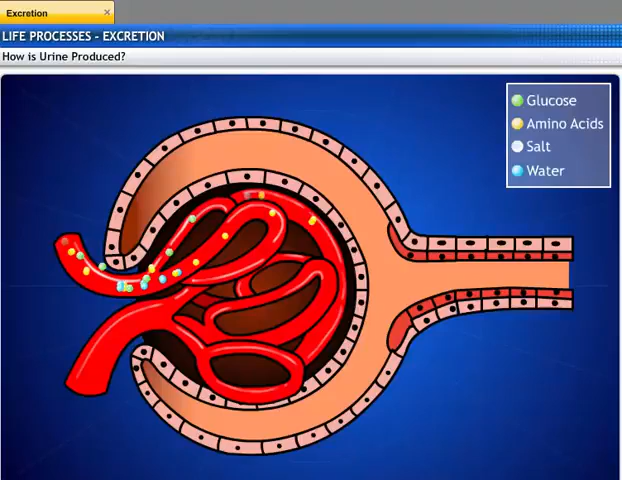 Excretion
LIFE PROCESSES - EXCRETION
How is Urine Produced?
Glucose
Amino Acids
Salt
Water